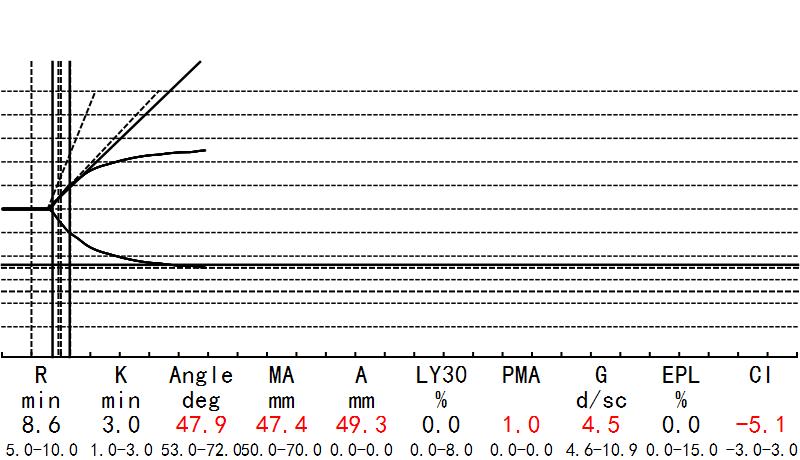 R K Angle MA A LY30 PMA G EPL CI
min min deg mm mm % d/sc %
8.6 3.0 47.9 47.4 49.3 0.0 1.0 4.5 0.0 -5.1
5.0-10.0 1.0-3.0 53.0-72.0 50.0-70.0 0.0-0.0 0.0-8.0 0.0-0.0 4.6-10.9 0.0-15.0 -3.0-3.0